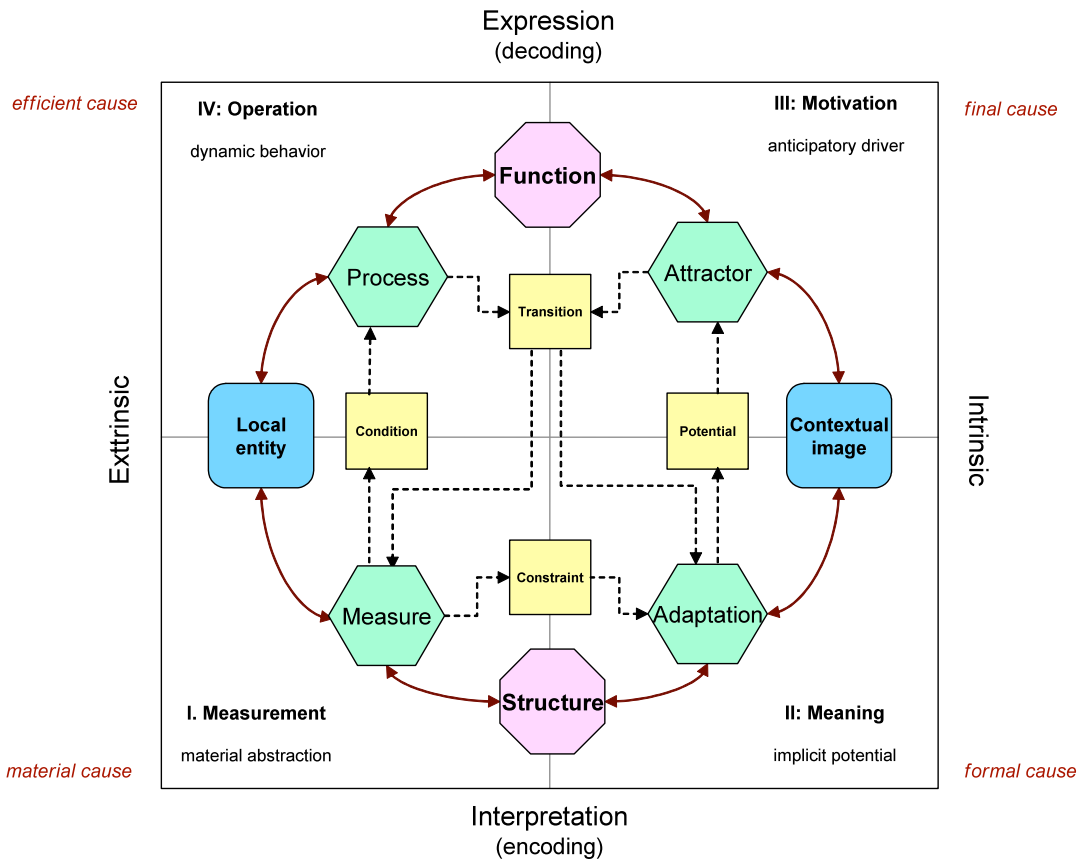 Expression
(decoding)
efficient cause
IV: Operation
dynamic behavior
III: Motivation
anticipatory driver
final cause
Function
Process
Attractor
Transition
Exttrinsic
Local
entity
Condition
Potential
Contextual
image
Intrinsic
Constraint
Measure
Adaptation
Structure
I. Measurement
material abstraction
II: Meaning
implicit potential
material cause
formal cause
Interpretation
(encoding)